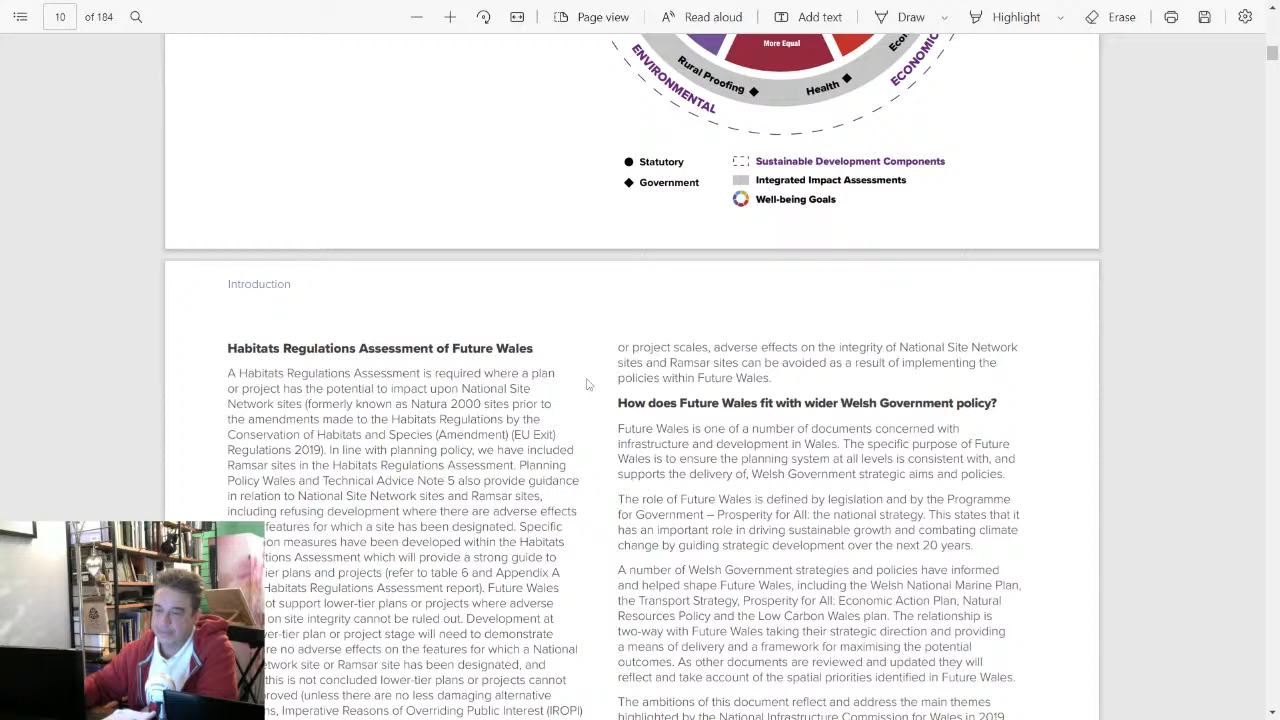 10 of 184
Page view
Read aloud
Add text
Draw
Highlight
Erase
More Equal
ENVIRONMENTAL
Rural Proofing
Health
ECONOMIC
Statutory
Government
Sustainable Development Components
Integrated Impact Assessments
Well-being Goals
Introduction
Habitats Regulations Assessment of Future Wales
A Habitats Regulations Assessment is required where a plan
or project has the potential to impact upon National Site
Network sites (formerly known as Natura 2000 sites prior to
the amendments made to the Habitats Regulations by the
Conservation of Habitats and Species (Amendment) (EU Exit)
Regulations 2019). In line with planning policy, we have included
Ramsar sites in the Habitats Regulations Assessment. Planning
Policy Wales and Technical Advice Note 5 also provide guidance
in relation to National Site Network sites and Ramsar sites,
including refusing development where there are adverse effects
features for which a site has been designated. Specific
on measures have been developed within the Habitats
tions Assessment which will provide a strong guide to
ier plans and projects (refer to table 6 and Appendix A
Habitats Regulations Assessment report). Future Wales
ot support lower-tier plans or projects where adverse
on site integrity cannot be ruled out. Development at
er-tier plan or project stage will need to demonstrate
re no adverse effects on the features for which a National
etwork site or Ramsar site has been designated, and
this is not concluded lower-tier plans or projects cannot
roved (unless there are no less damaging alternative
ns, Imperative Reasons of Overriding Public Interest (IROPI)
or project scales, adverse effects on the integrity of National Site Network
sites and Ramsar sites can be avoided as a result of implementing the
policies within Future Wales.
How does Future Wales fit with wider Welsh Government policy?
Future Wales is one of a number of documents concerned with
infrastructure and development in Wales. The specific purpose of Future
Wales is to ensure the planning system at all levels is consistent with, and
supports the delivery of, Welsh Government strategic aims and policies.
The role of Future Wales is defined by legislation and by the Programme
for Government – Prosperity for All: the national strategy. This states that it
has an important role in driving sustainable growth and combating climate
change by guiding strategic development over the next 20 years.
A number of Welsh Government strategies and policies have informed
and helped shape Future Wales, including the Welsh National Marine Plan,
the Transport Strategy, Prosperity for All: Economic Action Plan, Natural
Resources Policy and the Low Carbon Wales plan. The relationship is
two-way with Future Wales taking their strategic direction and providing
a means of delivery and a framework for maximising the potential
outcomes. As other documents are reviewed and updated they will
reflect and take account of the spatial priorities identified in Future Wales.
The ambitions of this document reflect and address the main themes
highlighted by the National Infrastructure Commission for Wales in 2019